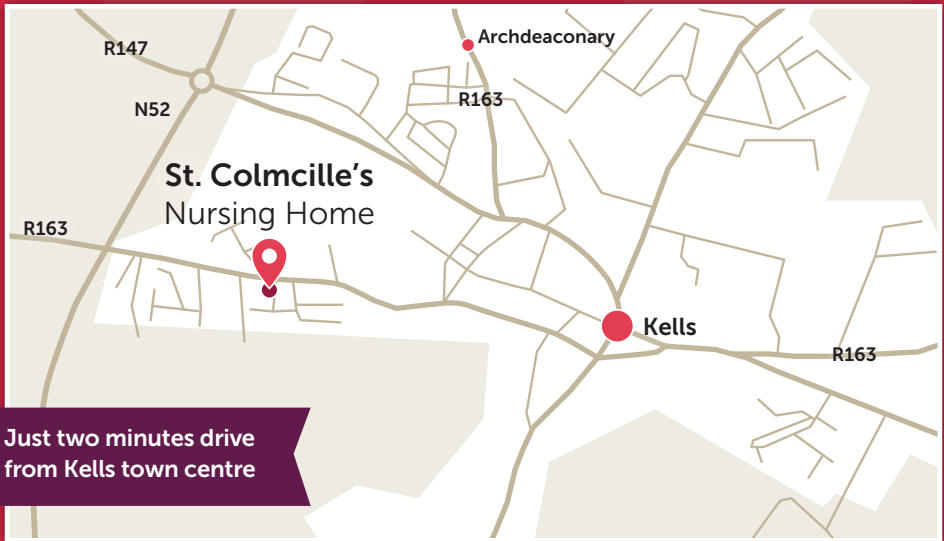 Archdeaconary
R147
R163
N52
St. Colmcille's
Nursing Home
R163
Kells
R163
Just two minutes drive
from Kells town centre